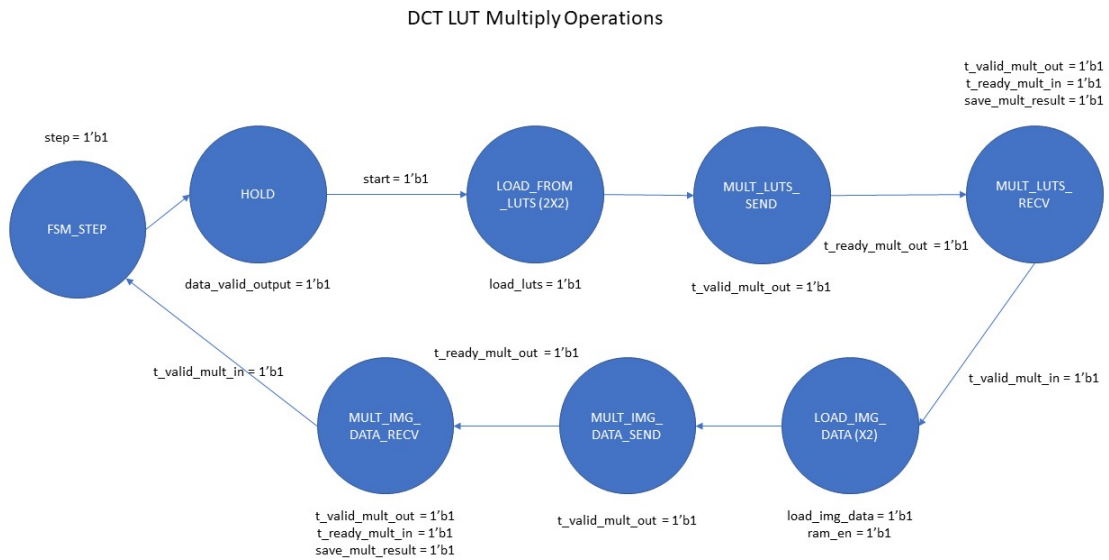 DCT LUT Multiply Operations
t_valid_mult_out = 1'b1
t_ready_mult_in = 1'b1
save_mult_result = 1'b1
step = 1'b1
FSM_STEP
HOLD
data_valid_output = 1'b1
start = 1'b1
LOAD_FROM
_LUTS (2X2)
load_luts = 1'b1
MULT_LUTS_
SEND
t_valid_mult_out = 1'b1
t_ready_mult_out = 1'b1
MULT_LUTS_
RECV
t_valid_mult_in = 1'b1
LOAD_IMG_
DATA (X2)
load_img_data = 1'b1
ram_en = 1'b1
MULT_IMG_
DATA_SEND
t_valid_mult_out = 1'b1
t_ready_mult_out = 1'b1
MULT_IMG_
DATA_RECV
t_valid_mult_out = 1'b1
t_ready_mult_in = 1'b1
save_mult_result = 1'b1
t_valid_mult_in = 1'b1